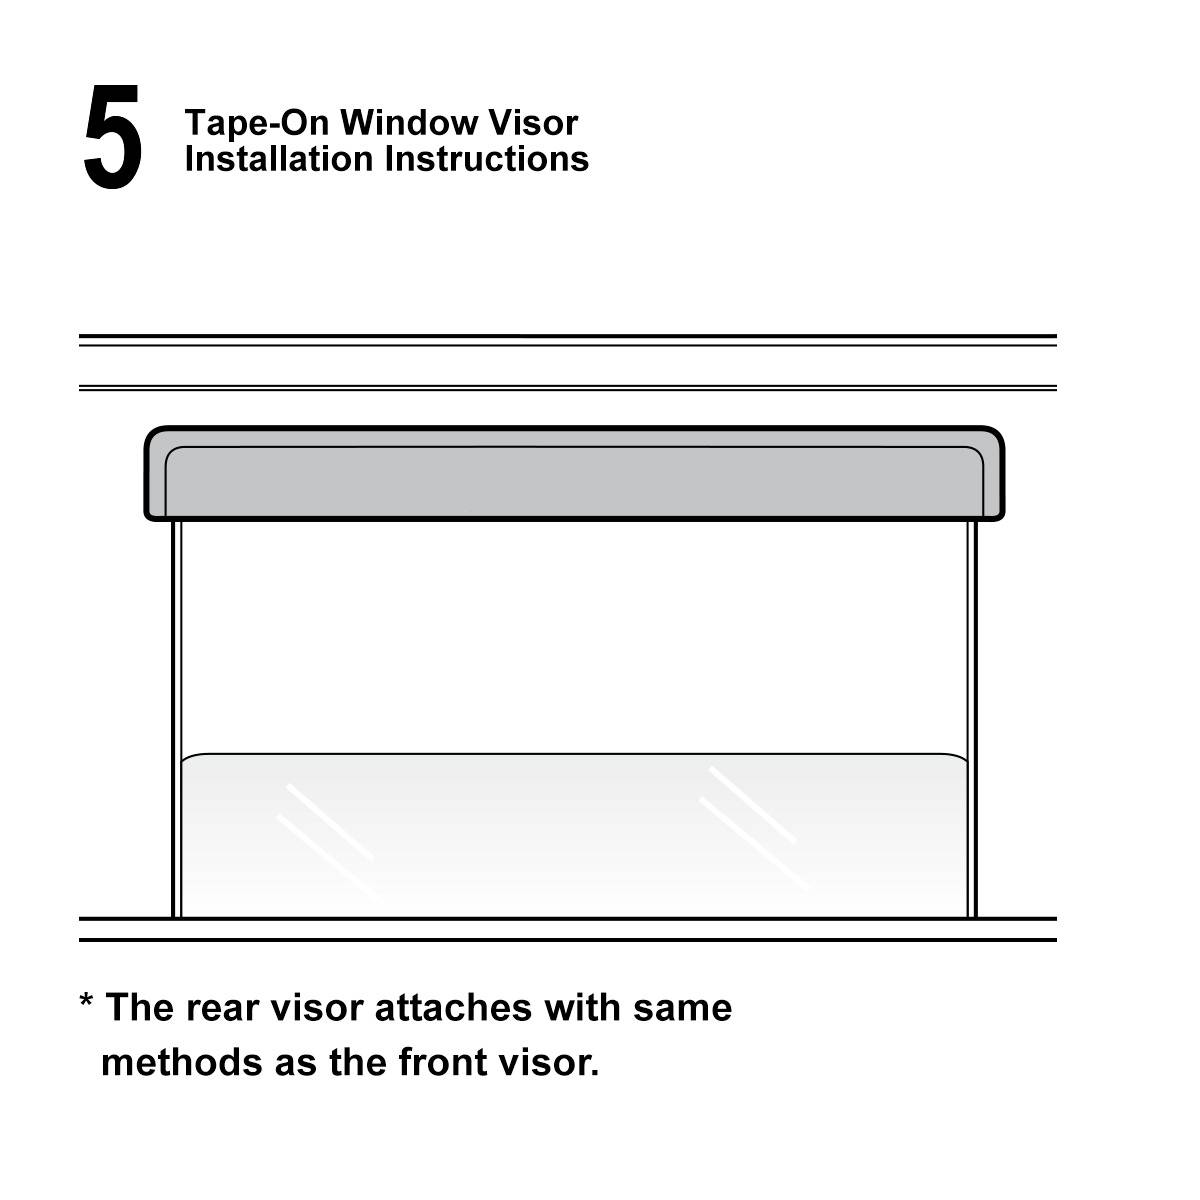 5
Tape-On Window Visor
Installation Instructions
* The rear visor attaches with same
methods as the front visor.